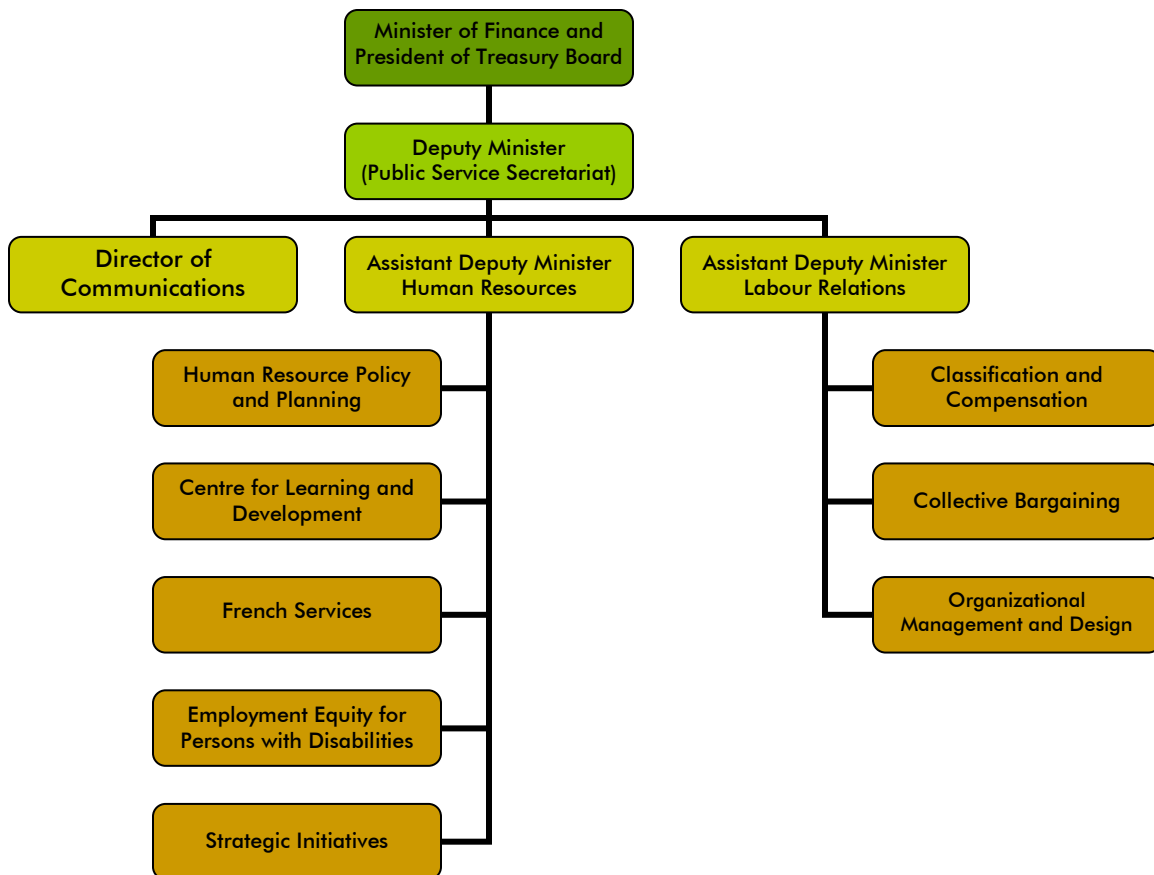 Minister of Finance and
President of Treasury Board
Deputy Minister
(Public Service Secretariat)
Director of
Communications
Assistant Deputy Minister
Human Resources
Assistant Deputy Minister
Labour Relations
Human Resource Policy
and Planning
Centre for Learning and
Development
French Services
Employment Equity for
Persons with Disabilities
Strategic Initiatives
Classification and
Compensation
Collective Bargaining
Organizational
Management and Design